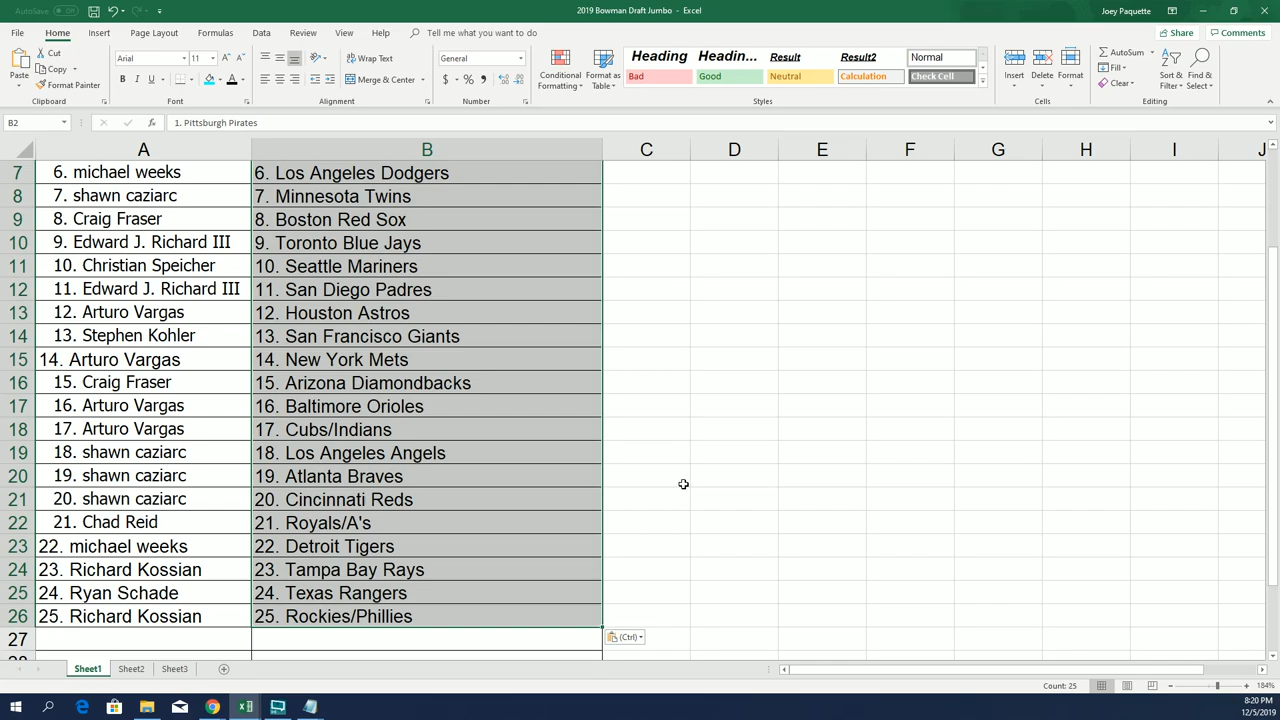 AutoSave Off
2019 Bowman Draft Jumbo - Excel
Joey Paquette
File Home Insert Page Layout Formulas Data Review View Help Tell me what you want to do
Share Comments
Paste
Cut
Copy
Format Painter
Clipboard
Arial 11
B I U
Font
Wrap Text
Merge & Center
Alignment
General
$ % ,
Number
Conditional Formatting
Format as Table
Heading Headin... Result Result2 Normal
Bad Good Neutral Calculation Check Cell
Styles
Insert Delete Format
Cells
AutoSum
Fill
Clear
Sort & Filter
Find & Select
Editing
B2 fx 1. Pittsburgh Pirates
A B C D E F G H I J
7 6. michael weeks 6. Los Angeles Dodgers
8 7. shawn caziarc 7. Minnesota Twins
9 8. Craig Fraser 8. Boston Red Sox
10 9. Edward J. Richard III 9. Toronto Blue Jays
11 10. Christian Speicher 10. Seattle Mariners
12 11. Edward J. Richard III 11. San Diego Padres
13 12. Arturo Vargas 12. Houston Astros
14 13. Stephen Kohler 13. San Francisco Giants
15 14. Arturo Vargas 14. New York Mets
16 15. Craig Fraser 15. Arizona Diamondbacks
17 16. Arturo Vargas 16. Baltimore Orioles
18 17. Arturo Vargas 17. Cubs/Indians
19 18. shawn caziarc 18. Los Angeles Angels
20 19. shawn caziarc 19. Atlanta Braves
21 20. shawn caziarc 20. Cincinnati Reds
22 21. Chad Reid 21. Royals/A's
23 22. michael weeks 22. Detroit Tigers
24 23. Richard Kossian 23. Tampa Bay Rays
25 24. Ryan Schade 24. Texas Rangers
26 25. Richard Kossian 25. Rockies/Phillies
27
(Ctrl)
28
Sheet1 Sheet2 Sheet3
Count: 25
184%
8:20 PM
12/5/2019